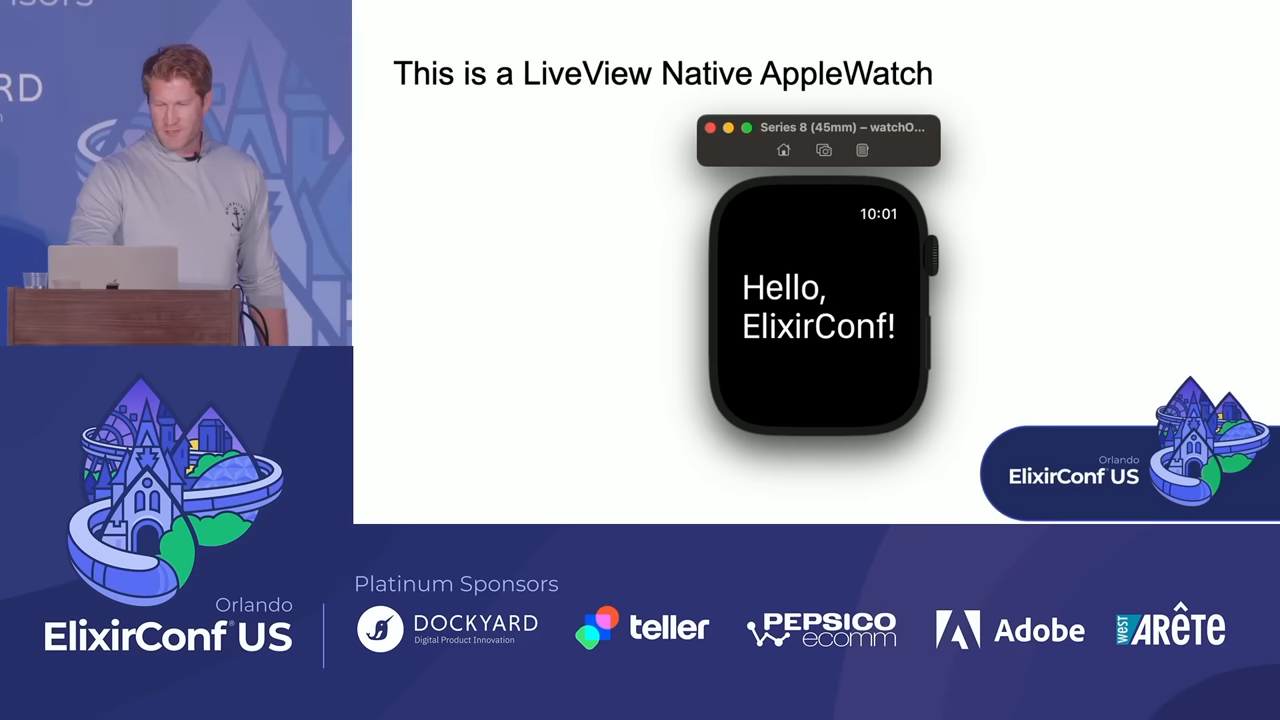 RD
This is a LiveView Native AppleWatch
Series 8 (45mm) – watchO...
10:01
Hello,
ElixirConf!
Orlando
ElixirConf US
Orlando
ElixirConf® US
Platinum Sponsors
DOCKYARD
Digital Product Innovation
teller
PEPSICO
ecomm
Adobe
west ARÊTE